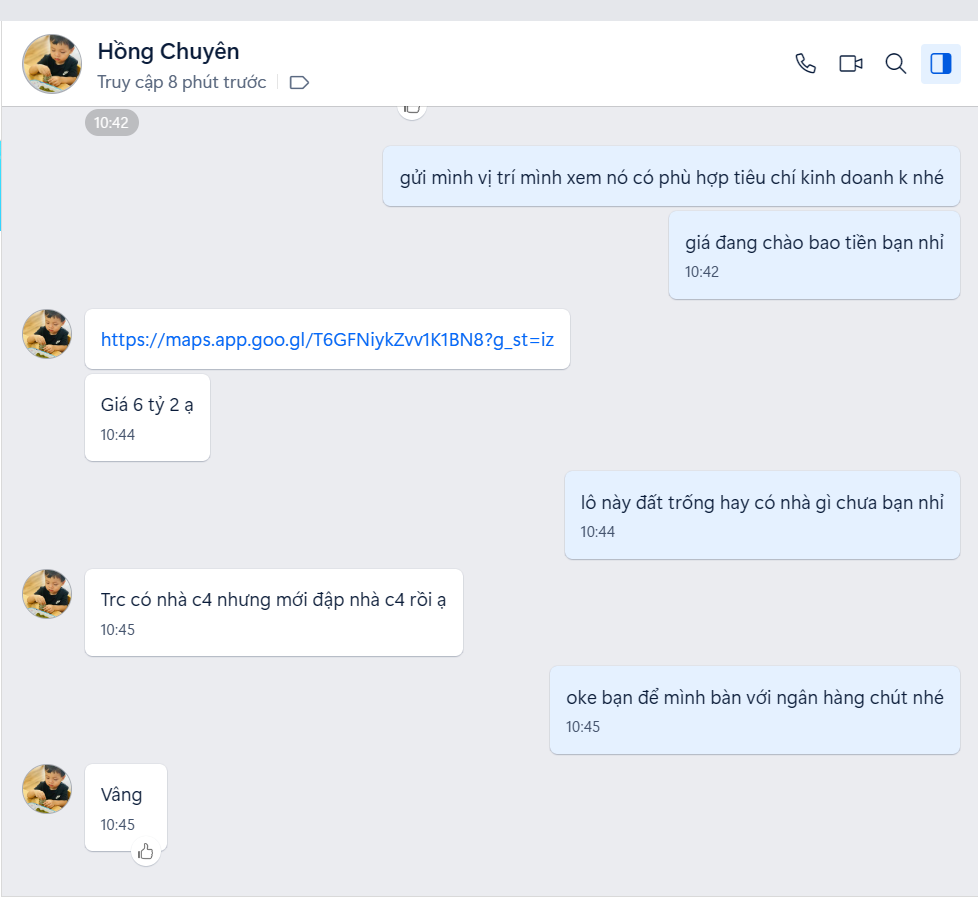 Hồng Chuyên
Truy cập 8 phút trước
10:42
gửi mình vị trí mình xem nó có phù hợp tiêu chí kinh doanh k nhé
giá đang chào bao tiền bạn nhỉ
10:42
https://maps.app.goo.gl/T6GFNiykZvv1K1BN8?g_st=iz
Giá 6 tỷ 2 ạ
10:44
lô này đất trống hay có nhà gì chưa bạn nhỉ
10:44
Trc có nhà c4 nhưng mới đập nhà c4 rồi ạ
10:45
oke bạn để mình bàn với ngân hàng chút nhé
10:45
Vâng
10:45